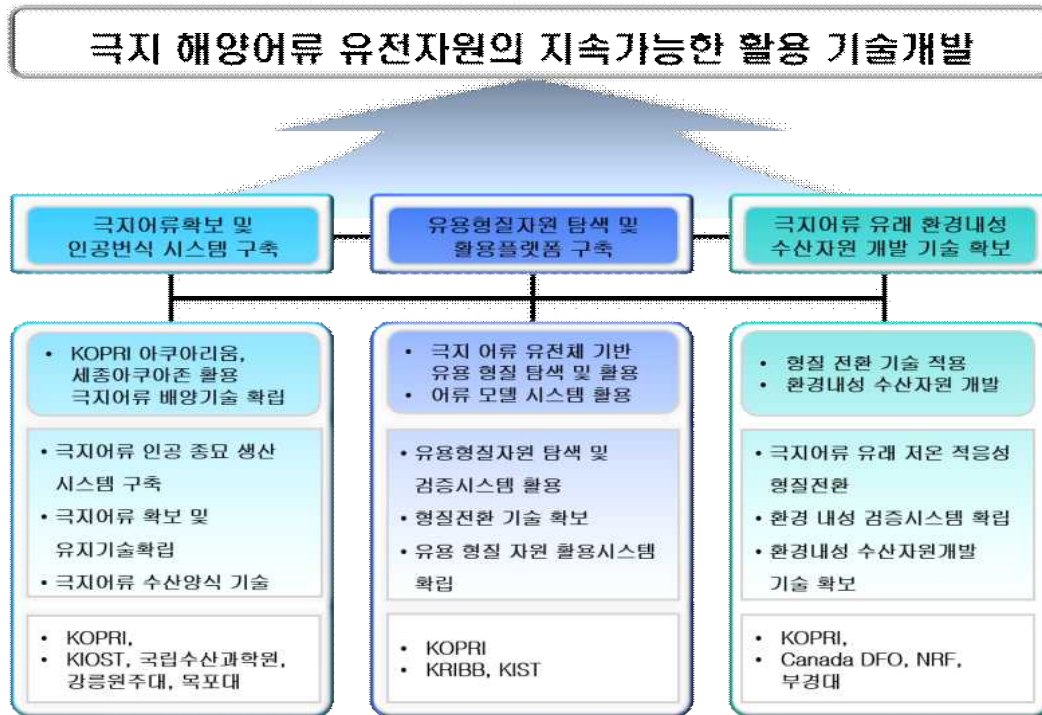 극지 해양어류 유전자원의 지속가능한 활용 기술개발
극지어류확보 및
인공번식 시스템 구축
유용형질자원 탐색 및
활용플랫폼 구축
극지어류 유래 환경내성
수산자원 개발 기술 확보
• KOPRI 아쿠아리움,
세종아쿠아존 활용
극지어류 배양기술 확립
• 극지어류 인공 종묘 생산
시스템 구축
• 극지어류 확보 및
유지기술확립
• 극지어류 수산양식 기술
• KOPRI,
• KIOST, 국립수산과학원,
강릉원주대, 목포대
• 극지 어류 유전체 기반
유용 형질 탐색 및 활용
• 어류 모델 시스템 활용
• 유용형질자원 탐색 및
검증시스템 활용
• 형질전환 기술 확보
• 유용 형질 자원 활용시스템
확립
• KOPRI
• KRIBB, KIST
• 형질 전환 기술 적용
• 환경내성 수산자원 개발
• 극지어류 유래 저온 적응성
형질전환
• 환경 내성 검증시스템 확립
• 환경내성 수산자원개발
기술 확보
• KOPRI,
• Canada DFO, NRF,
부경대